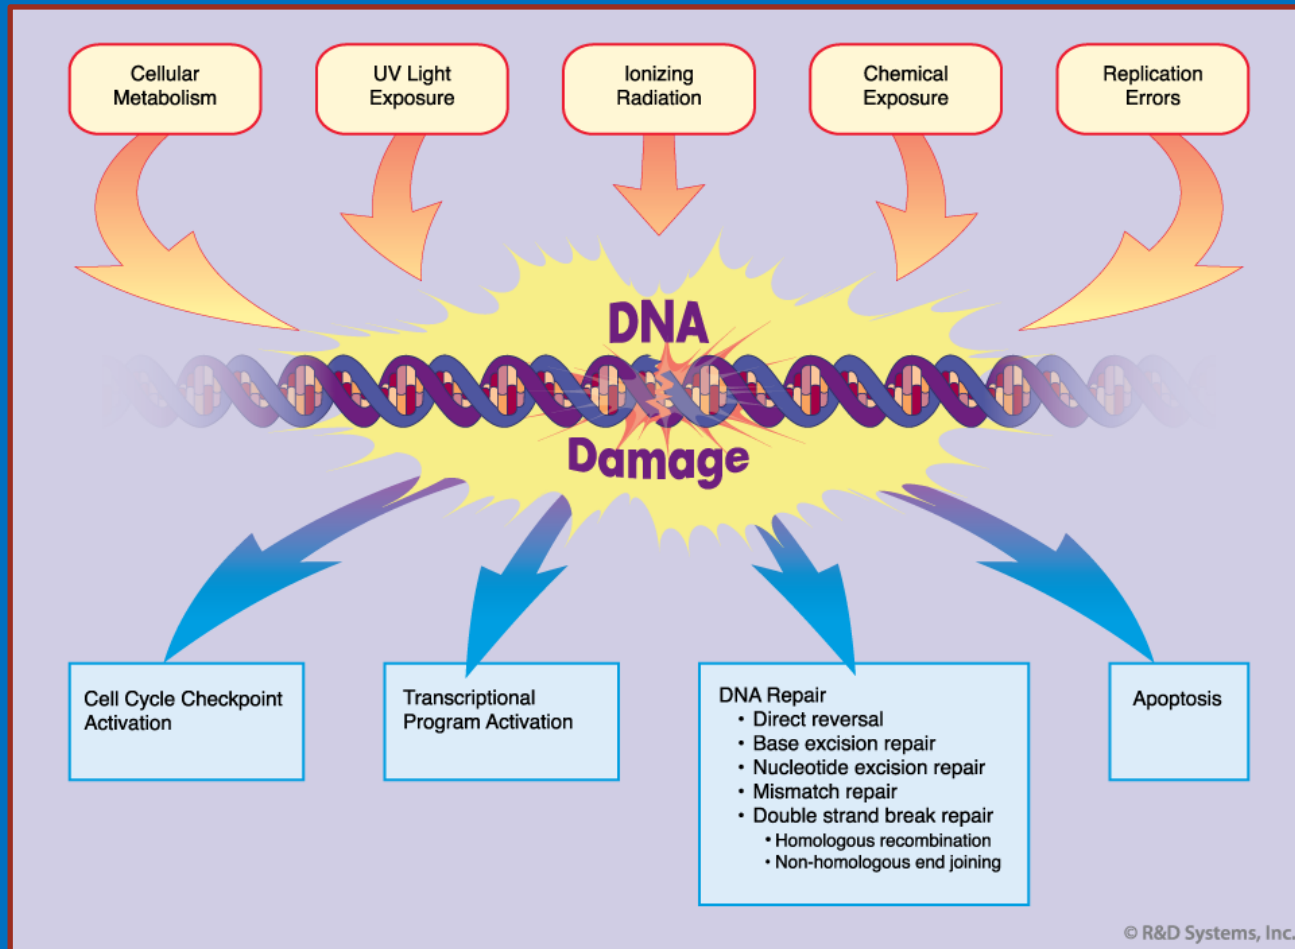 Cellular
Metabolism
UV Light
Exposure
Ionizing
Radiation
Chemical
Exposure
Replication
Errors
DNA
Damage
Cell Cycle Checkpoint
Activation
Transcriptional
Program Activation
DNA Repair
• Direct reversal
• Base excision repair
• Nucleotide excision repair
• Mismatch repair
• Double strand break repair
• Homologous recombination
• Non-homologous end joining
Apoptosis
© R&D Systems, Inc.